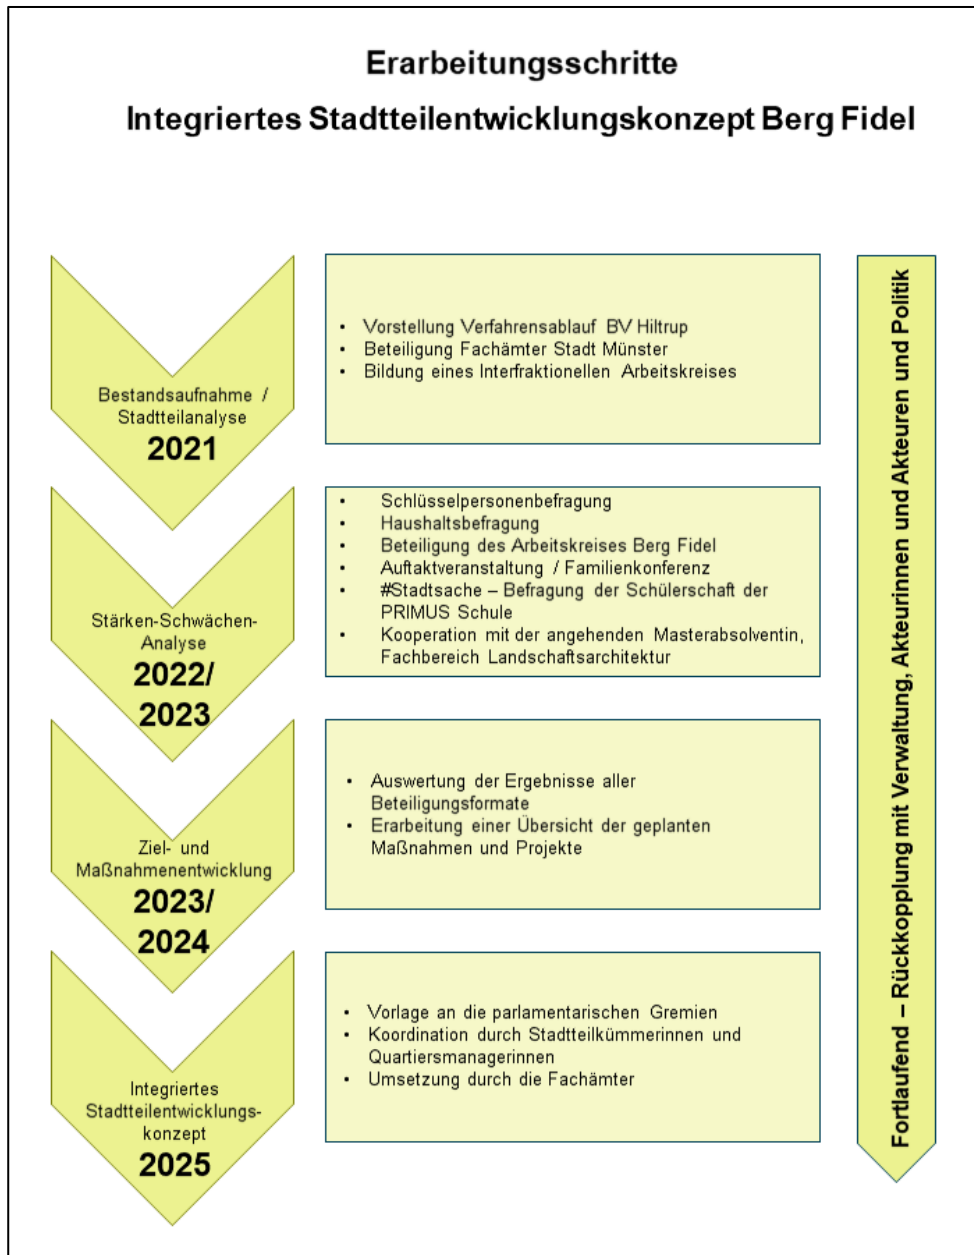 Erarbeitungsschritte
Integriertes Stadtteilentwicklungskonzept Berg Fidel
Bestandsaufnahme /
Stadtteilanalyse
2021
• Vorstellung Verfahrensablauf BV Hiltrup
• Beteiligung Fachämter Stadt Münster
• Bildung eines Interfraktionellen Arbeitskreises
Stärken-Schwächen-
Analyse
2022/
2023
• Schlüsselpersonenbefragung
• Haushaltsbefragung
• Beteiligung des Arbeitskreises Berg Fidel
• Auftaktveranstaltung / Familienkonferenz
• #Stadtsache – Befragung der Schülerschaft der
PRIMUS Schule
• Kooperation mit der angehenden Masterabsolventin,
Fachbereich Landschaftsarchitektur
Ziel- und
Maßnahmenentwicklung
2023/
2024
• Auswertung der Ergebnisse aller
Beteiligungsformate
• Erarbeitung einer Übersicht der geplanten
Maßnahmen und Projekte
Integriertes
Stadtteilentwicklungs-
konzept
2025
• Vorlage an die parlamentarischen Gremien
• Koordination durch Stadtteilkümmerinnen und
Quartiersmanagerinnen
• Umsetzung durch die Fachämter
Fortlaufend – Rückkopplung mit Verwaltung, Akteurinnen und Akteuren und Politik